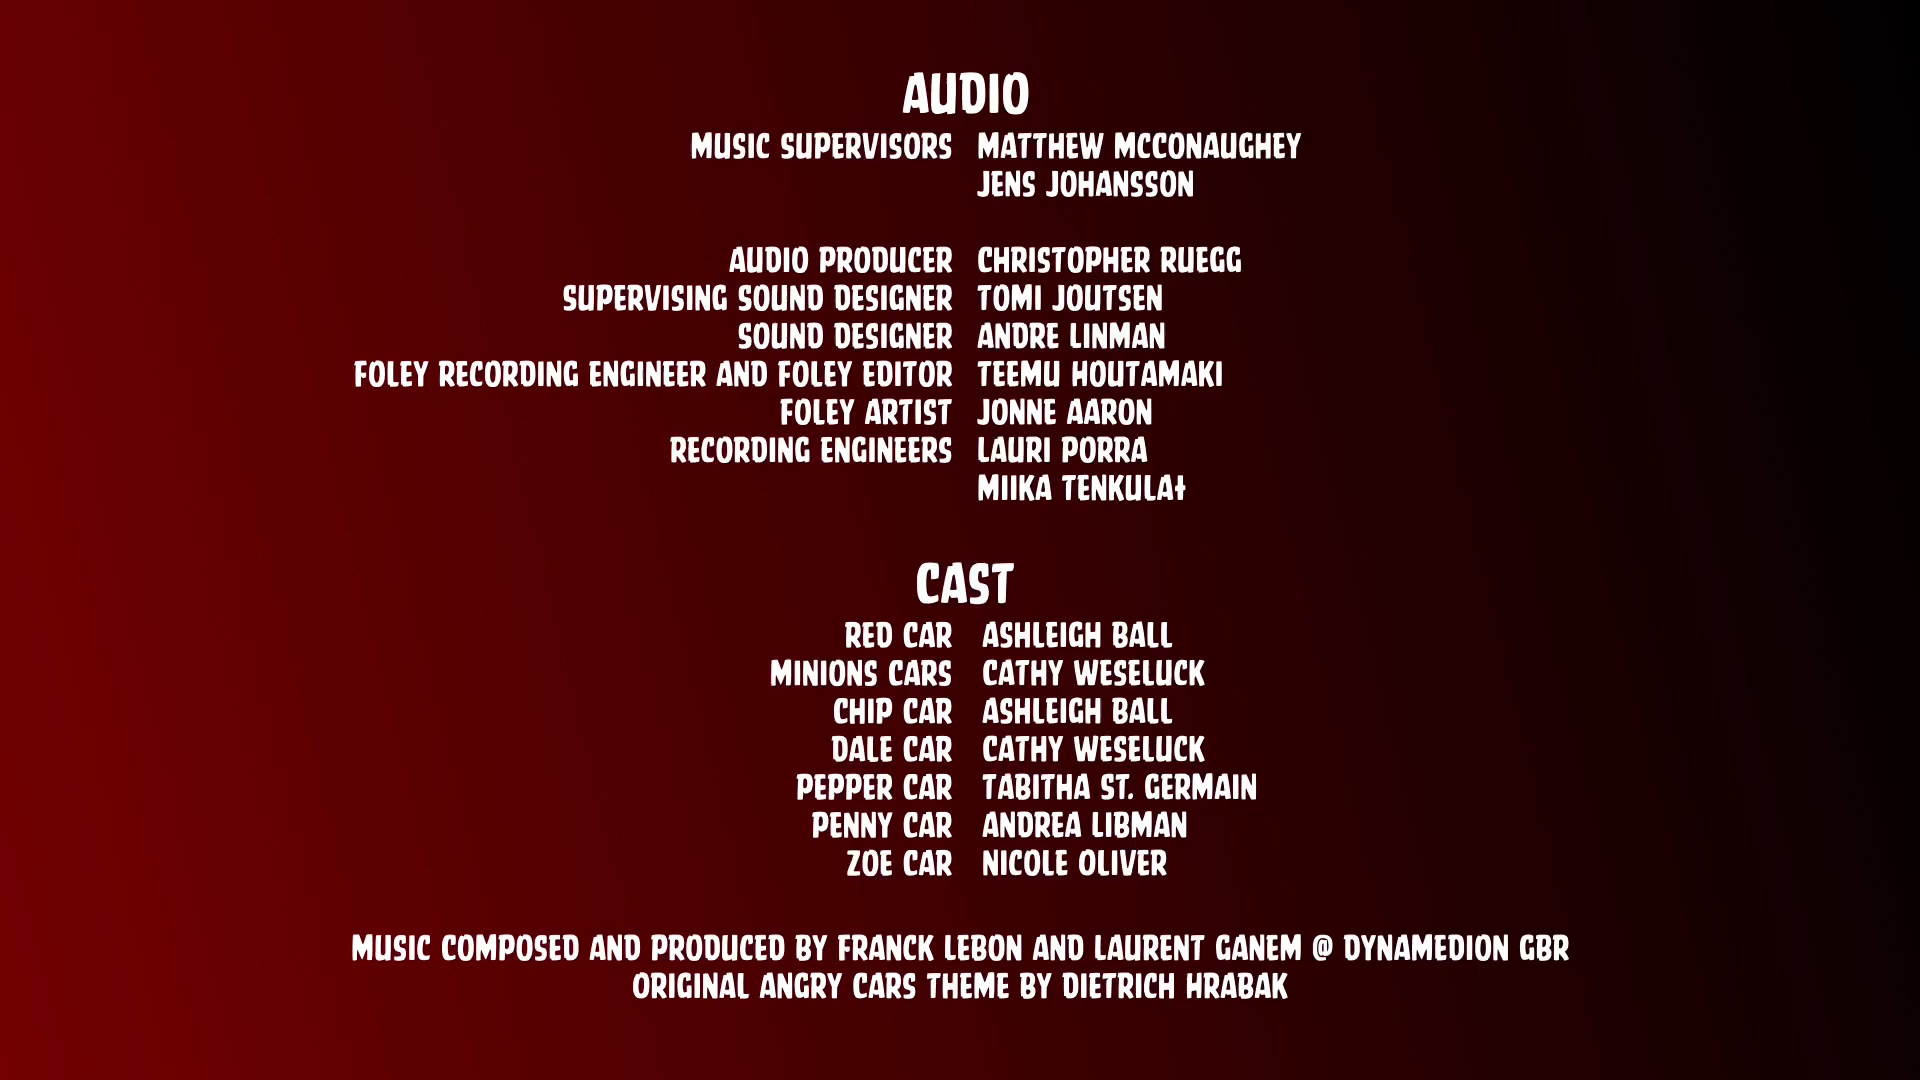 AUDIO
MUSIC SUPERVISORS MATTHEW MCCONAUGHEY
JENS JOHANSSON
AUDIO PRODUCER CHRISTOPHER RUEGG
SUPERVISING SOUND DESIGNER TOMI JOUTSEN
SOUND DESIGNER ANDRE LINMAN
FOLEY RECORDING ENGINEER AND FOLEY EDITOR TEEMU HOUTAMAKI
FOLEY ARTIST JONNE AARON
RECORDING ENGINEERS LAURI PORRA
MIIKA TENKULA†
CAST
RED CAR ASHLEIGH BALL
MINIONS CARS CATHY WESELUCK
CHIP CAR ASHLEIGH BALL
DALE CAR CATHY WESELUCK
PEPPER CAR TABITHA ST. GERMAIN
PENNY CAR ANDREA LIBMAN
ZOE CAR NICOLE OLIVER
MUSIC COMPOSED AND PRODUCED BY FRANCK LEBON AND LAURENT GANEM @ DYNAMEDION GBR
ORIGINAL ANGRY CARS THEME BY DIETRICH HRABAK